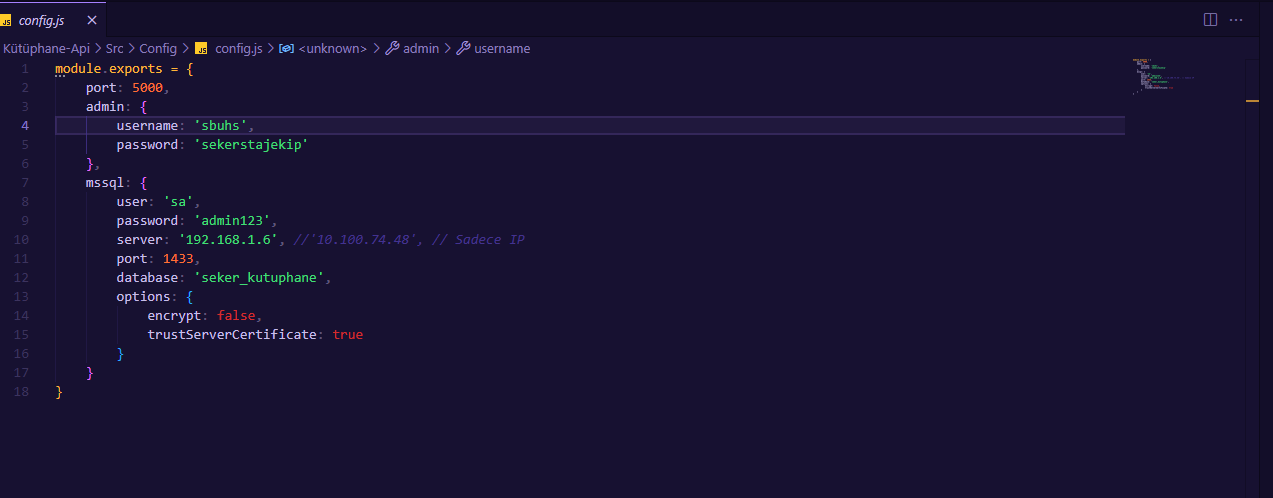 JS config.js ×
Kütüphane-Api > Src > Config > JS config.js > <unknown> > admin > username
1 module.exports = {
2 port: 5000,
3 admin: {
4 username: 'sbuhs',
5 password: 'sekerstajekip'
6 },
7 mssql: {
8 user: 'sa',
9 password: 'admin123',
10 server: '192.168.1.6', //'10.100.74.48', // Sadece IP
11 port: 1433,
12 database: 'seker_kutuphane',
13 options: {
14 encrypt: false,
15 trustServerCertificate: true
16 }
17 }
18 }